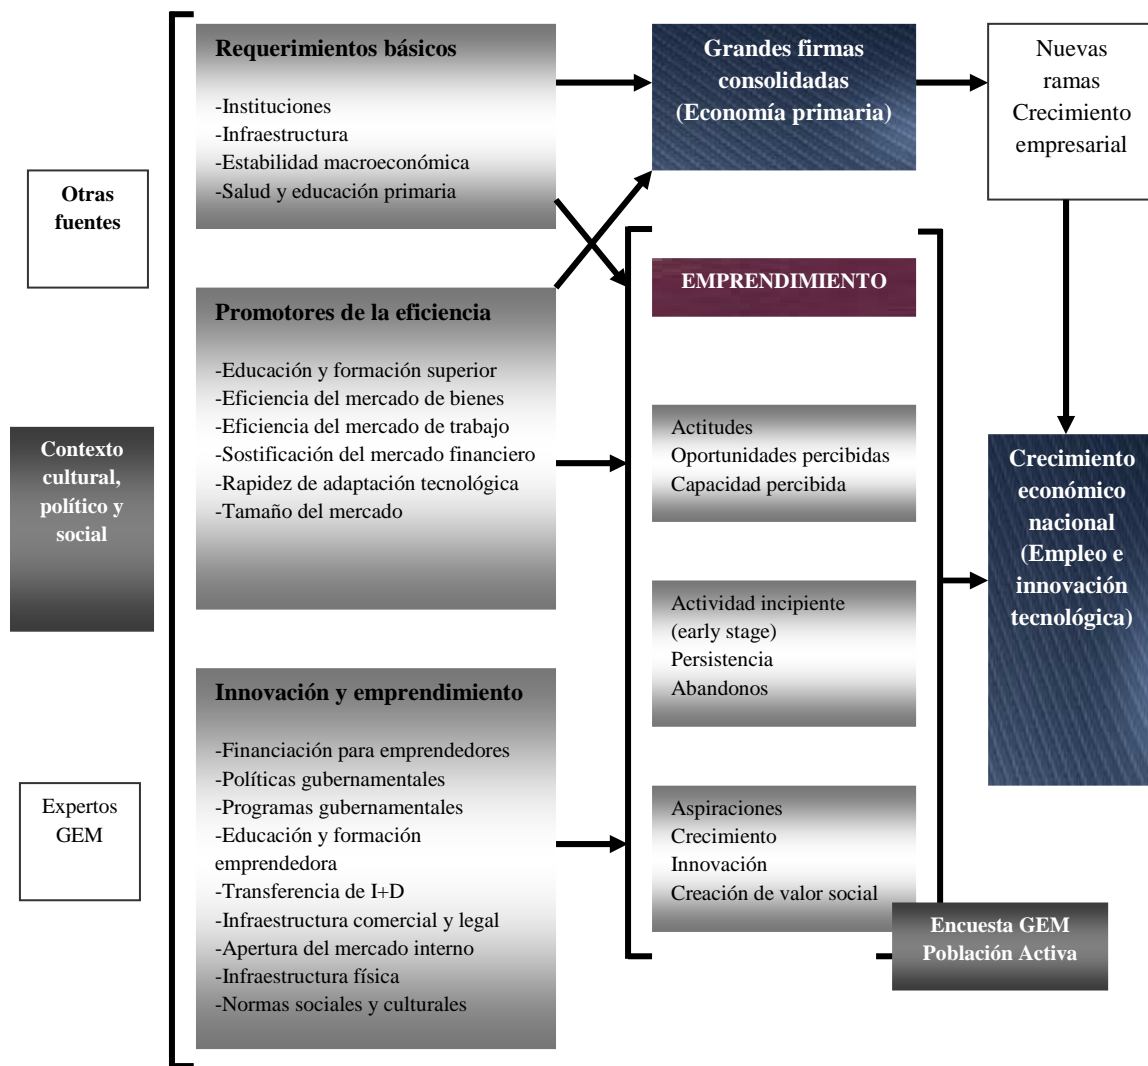 Otras
fuentes
Contexto
cultural,
político y
social
Expertos
GEM
Requerimientos básicos
-Instituciones
-Infraestructura
-Estabilidad macroeconómica
-Salud y educación primaria
Promotores de la eficiencia
-Educación y formación superior
-Eficiencia del mercado de bienes
-Eficiencia del mercado de trabajo
-Sostificación del mercado financiero
-Rapidez de adaptación tecnológica
-Tamaño del mercado
Innovación y emprendimiento
-Financiación para emprendedores
-Políticas gubernamentales
-Programas gubernamentales
-Educación y formación
emprendedora
-Transferencia de I+D
-Infraestructura comercial y legal
-Apertura del mercado interno
-Infraestructura física
-Normas sociales y culturales
Grandes firmas
consolidadas
(Economía primaria)
EMPRENDIMIENTO
Actitudes
Oportunidades percibidas
Capacidad percibida
Actividad incipiente
(early stage)
Persistencia
Abandonos
Aspiraciones
Crecimiento
Innovación
Creación de valor social
Encuesta GEM
Población Activa
Nuevas
ramas
Crecimiento
empresarial
Crecimiento
económico
nacional
(Empleo e
innovación
tecnológica)